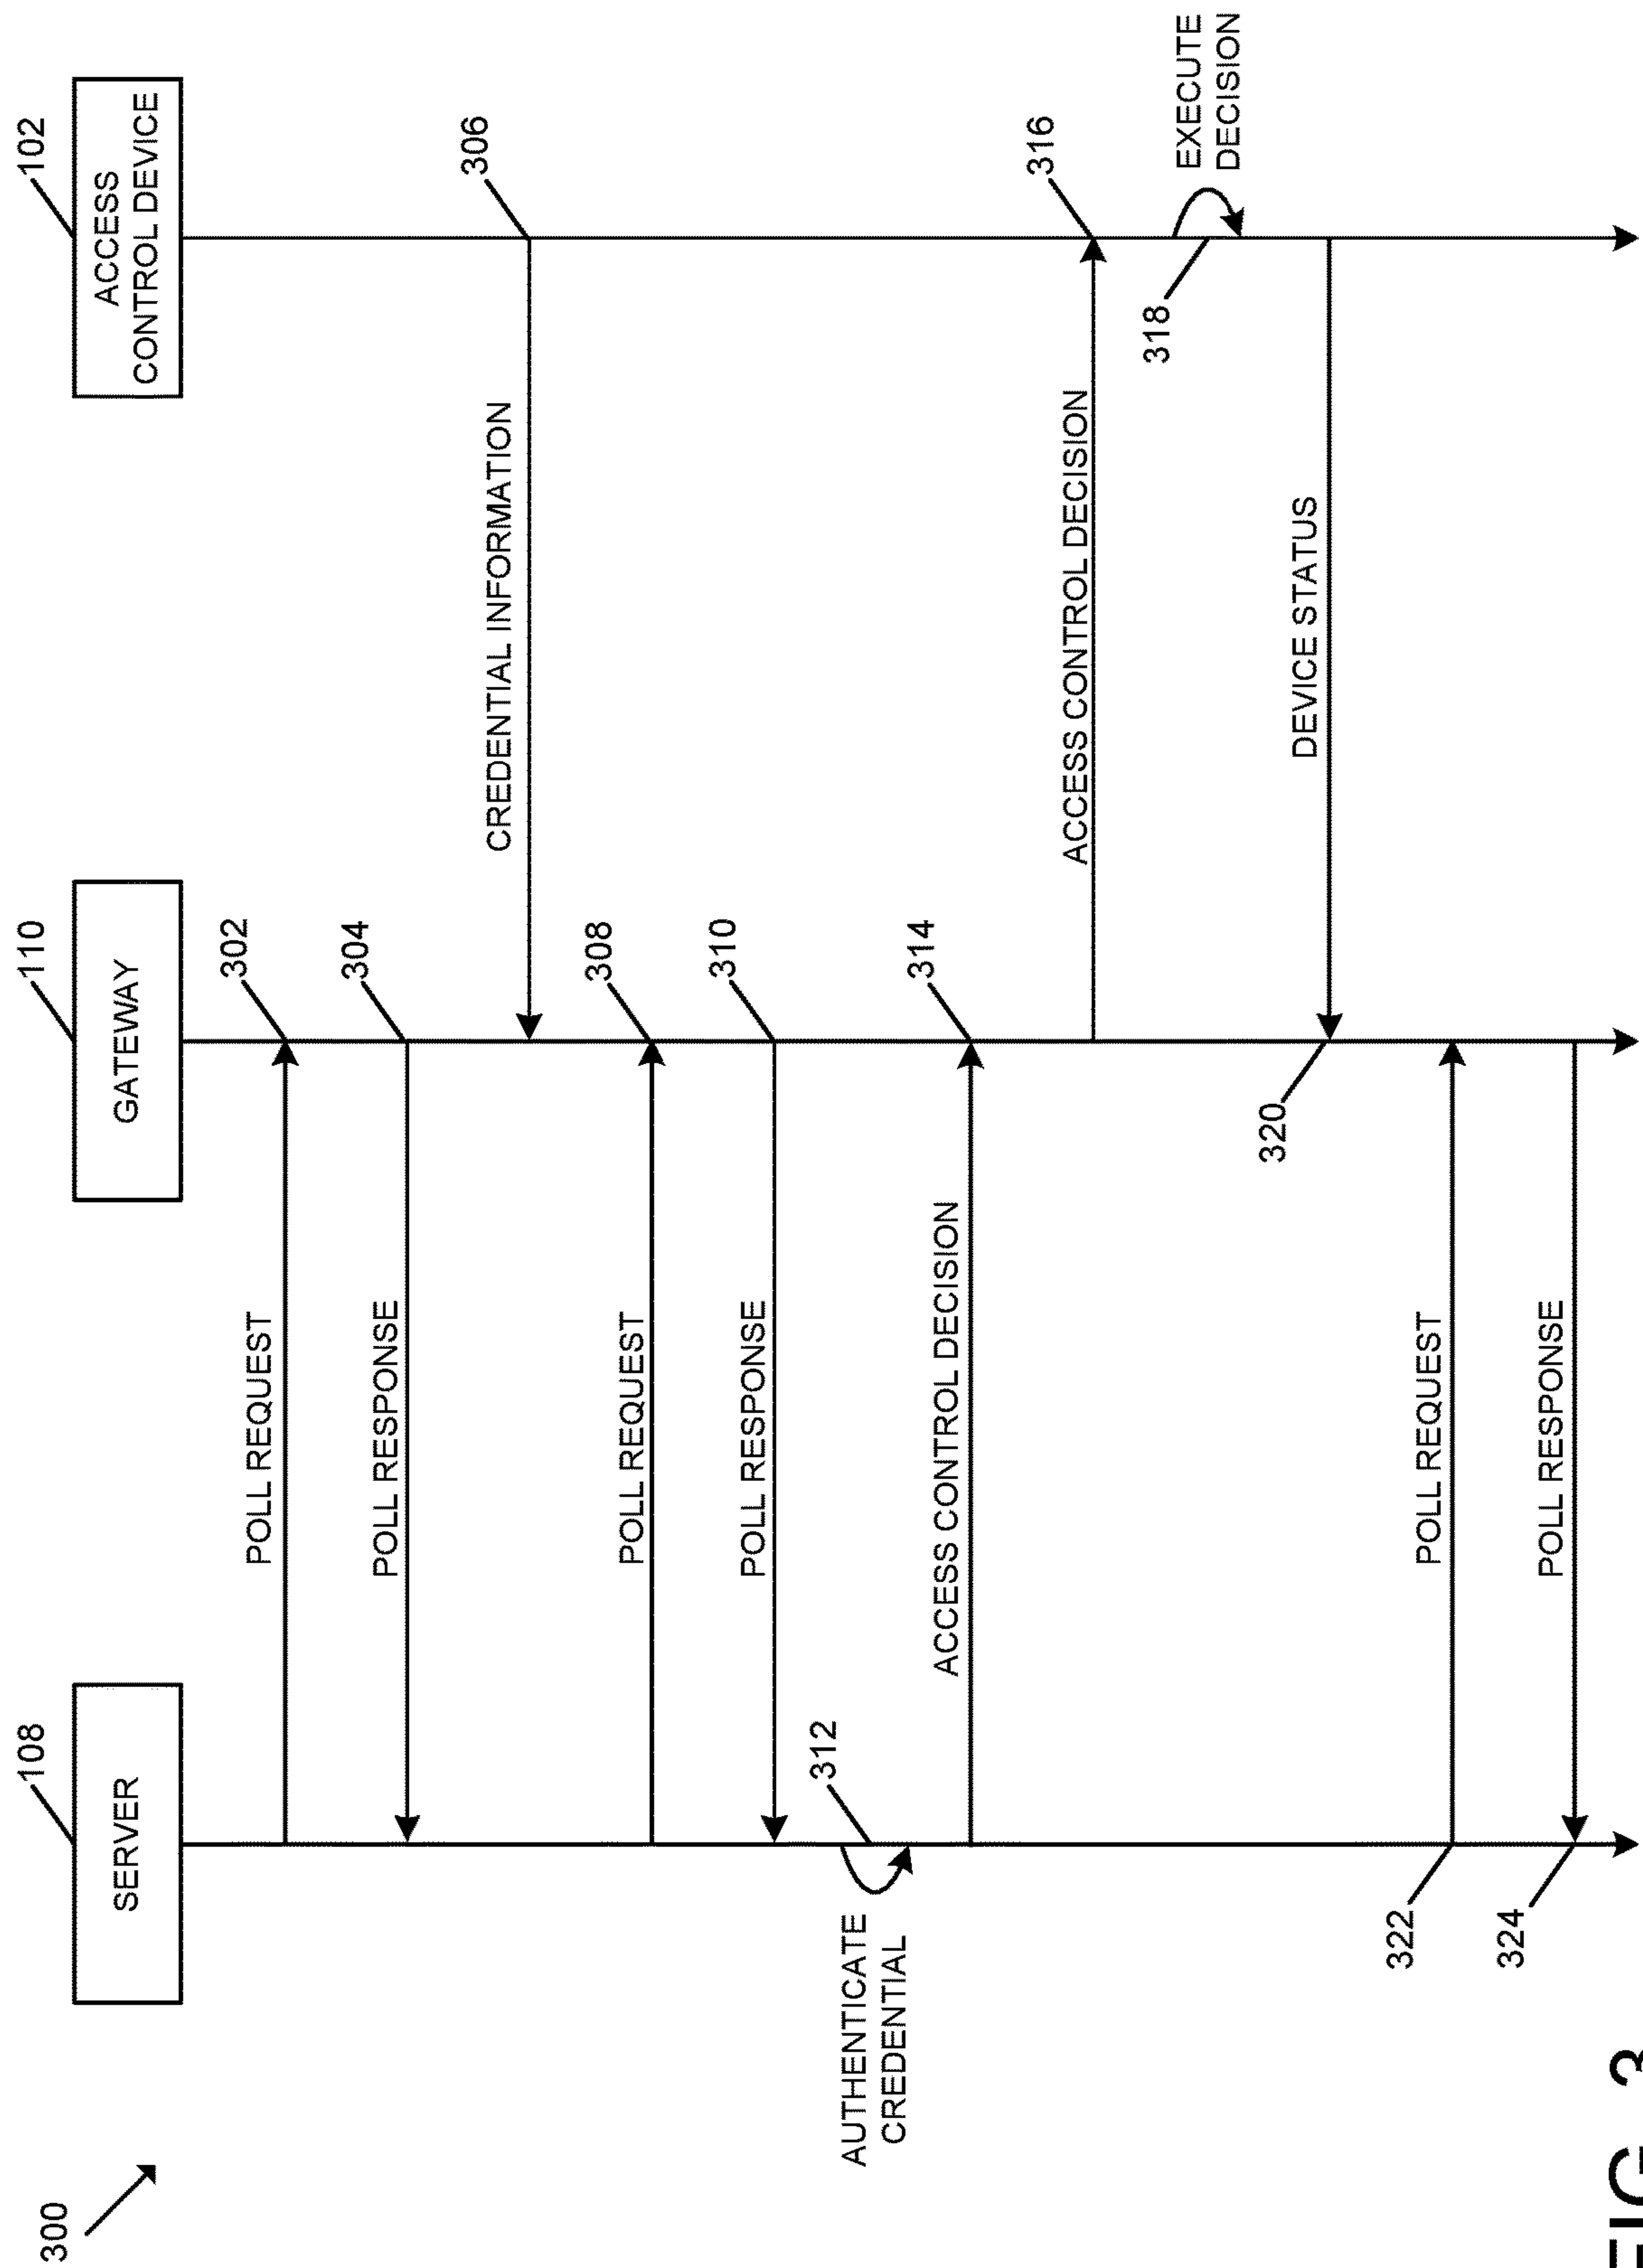 300
108
110
102
SERVER
GATEWAY
ACCESS
CONTROL DEVICE
302
POLL REQUEST
304
POLL RESPONSE
306
CREDENTIAL INFORMATION
308
POLL REQUEST
310
POLL RESPONSE
312
AUTHENTICATE
CREDENTIAL
314
ACCESS CONTROL DECISION
316
ACCESS CONTROL DECISION
318
EXECUTE
DECISION
DEVICE STATUS
320
322
POLL REQUEST
324
POLL RESPONSE
FIG. 3